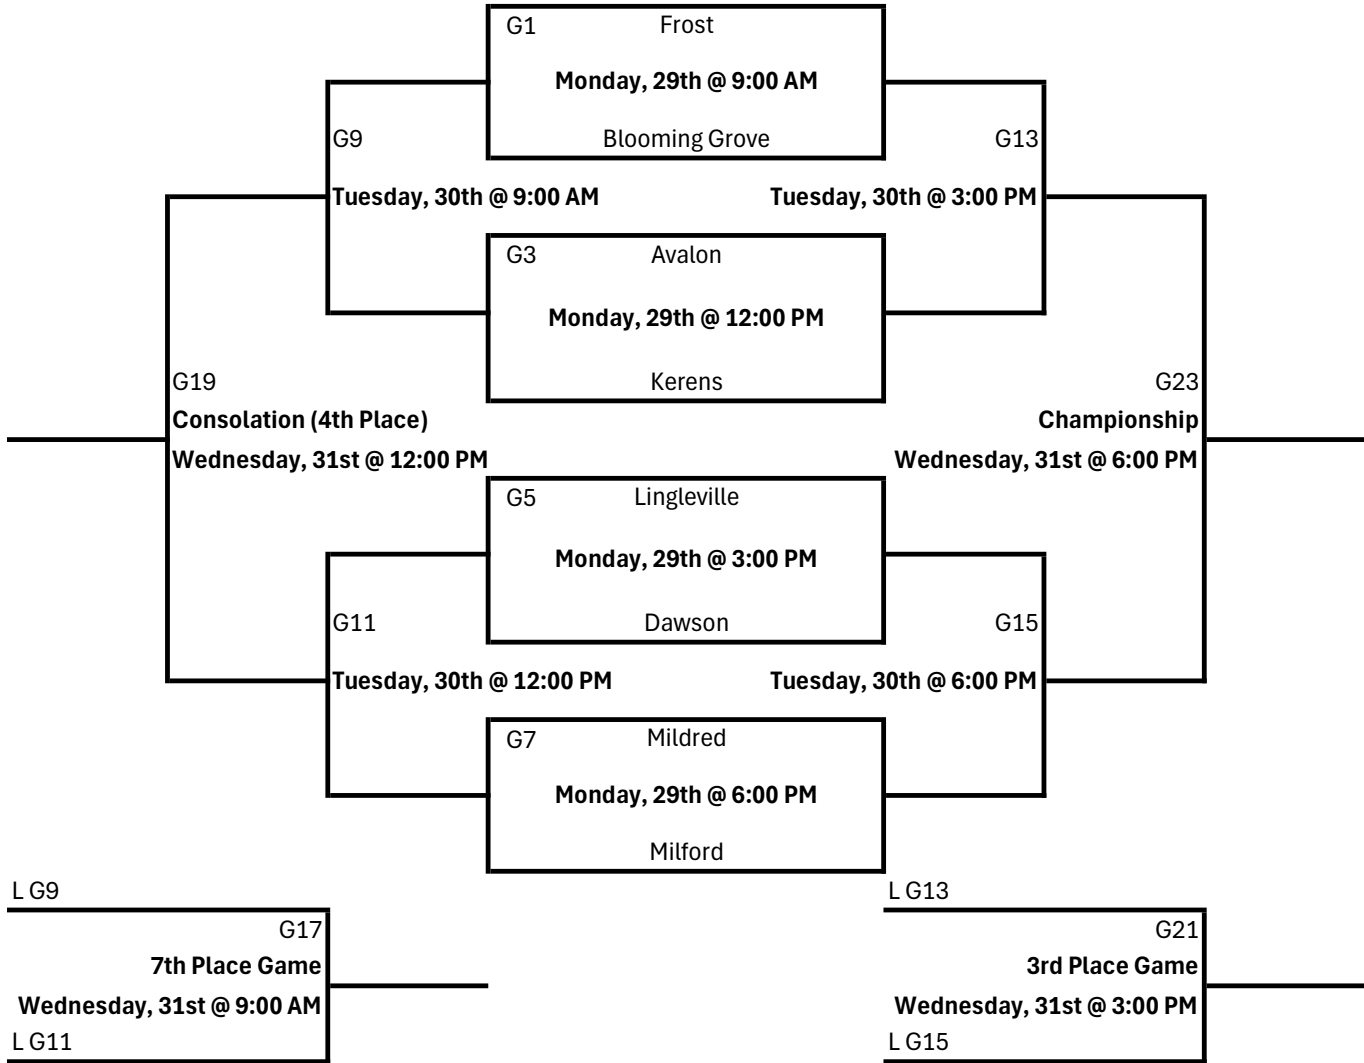 G1 Frost
Monday, 29th @ 9:00 AM
G9 Blooming Grove G13
Tuesday, 30th @ 9:00 AM Tuesday, 30th @ 3:00 PM
G3 Avalon
Monday, 29th @ 12:00 PM
G19 Kerens G23
Consolation (4th Place) Championship
Wednesday, 31st @ 12:00 PM Wednesday, 31st @ 6:00 PM
G5 Lingleville
Monday, 29th @ 3:00 PM
G11 Dawson G15
Tuesday, 30th @ 12:00 PM Tuesday, 30th @ 6:00 PM
G7 Mildred
Monday, 29th @ 6:00 PM
Milford
L G9 L G13
G17 G21
7th Place Game 3rd Place Game
Wednesday, 31st @ 9:00 AM Wednesday, 31st @ 3:00 PM
L G11 L G15